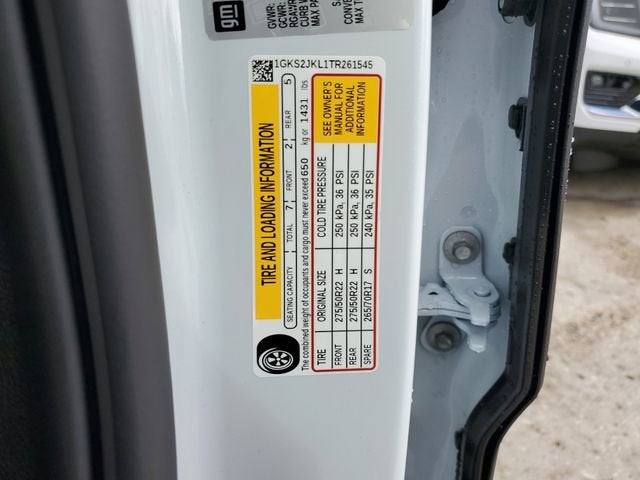 gm
GVWR:
GCWR:
CURB W
MAX PA
CONVE
MAX T
1GKS2JKL1TR261545
TIRE AND LOADING INFORMATION
SEATING CAPACITY TOTAL 7 FRONT 2 REAR 5
The combined weight of occupants and cargo must never exceed 650 kg or 1431 lbs.
TIRE ORIGINAL SIZE COLD TIRE PRESSURE
FRONT 275/50R22 H 250 kPa, 36 PSI
REAR 275/50R22 H 250 kPa, 36 PSI
SPARE 265/70R17 S 240 kPa, 35 PSI
SEE OWNER'S
MANUAL FOR
ADDITIONAL
INFORMATION